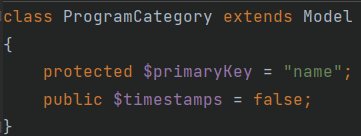 class ProgramCategory extends Model
{
    protected $primaryKey = "name";
    public $timestamps = false;
}